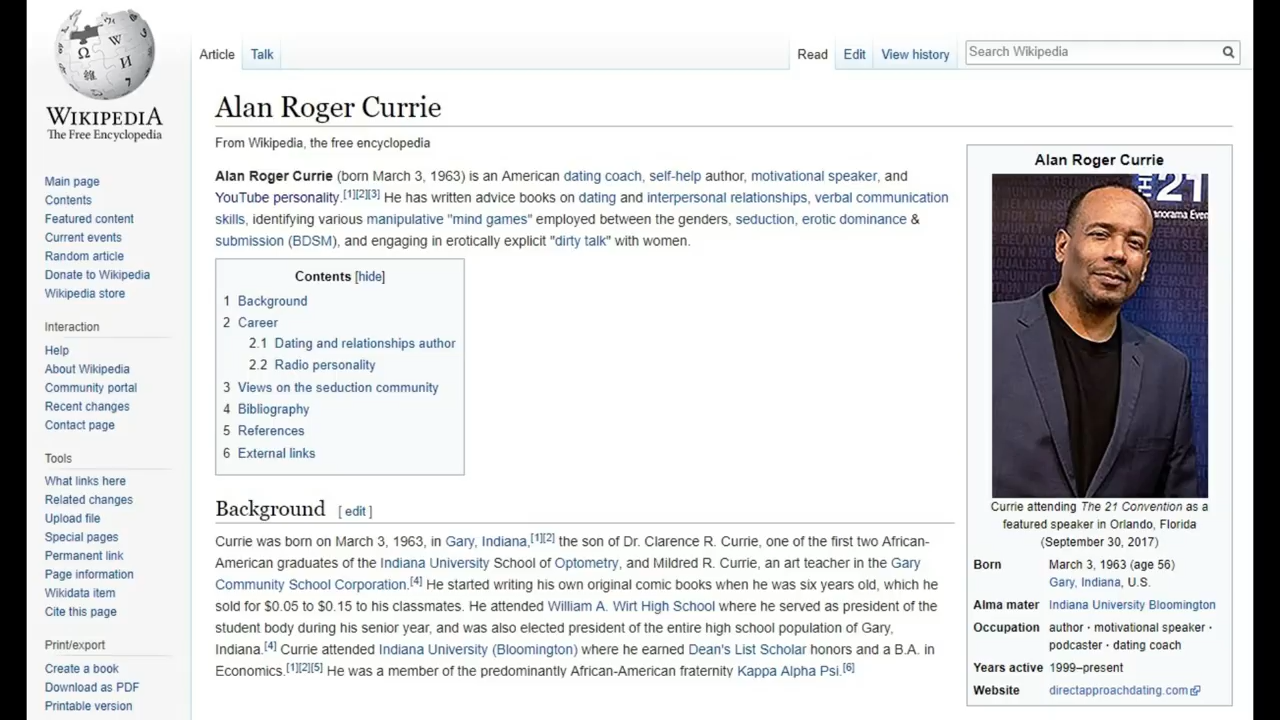 WIKIPEDIA
The Free Encyclopedia
Main page
Contents
Featured content
Current events
Random article
Donate to Wikipedia
Wikipedia store
Interaction
Help
About Wikipedia
Community portal
Recent changes
Contact page
Tools
What links here
Related changes
Upload file
Special pages
Permanent link
Page information
Wikidata item
Cite this page
Print/export
Create a book
Download as PDF
Printable version
Article Talk
Read Edit View history
Search Wikipedia
Alan Roger Currie
From Wikipedia, the free encyclopedia
Alan Roger Currie (born March 3, 1963) is an American dating coach, self-help author, motivational speaker, and
YouTube personality.[1][2][3] He has written advice books on dating and interpersonal relationships, verbal communication
skills, identifying various manipulative "mind games" employed between the genders, seduction, erotic dominance &
submission (BDSM), and engaging in erotically explicit "dirty talk" with women.
Contents [hide]
1 Background
2 Career
2.1 Dating and relationships author
2.2 Radio personality
3 Views on the seduction community
4 Bibliography
5 References
6 External links
Background [ edit ]
Currie was born on March 3, 1963, in Gary, Indiana,[1][2] the son of Dr. Clarence R. Currie, one of the first two African-
American graduates of the Indiana University School of Optometry, and Mildred R. Currie, an art teacher in the Gary
Community School Corporation.[4] He started writing his own original comic books when he was six years old, which he
sold for $0.05 to $0.15 to his classmates. He attended William A. Wirt High School where he served as president of the
student body during his senior year, and was also elected president of the entire high school population of Gary,
Indiana.[4] Currie attended Indiana University (Bloomington) where he earned Dean's List Scholar honors and a B.A. in
Economics.[1][2][5] He was a member of the predominantly African-American fraternity Kappa Alpha Psi.[6]
Alan Roger Currie
21
Currie attending The 21 Convention as a
featured speaker in Orlando, Florida
(September 30, 2017)
Born March 3, 1963 (age 56)
Gary, Indiana, U.S.
Alma mater Indiana University Bloomington
Occupation author · motivational speaker ·
podcaster · dating coach
Years active 1999–present
Website directapproachdating.com